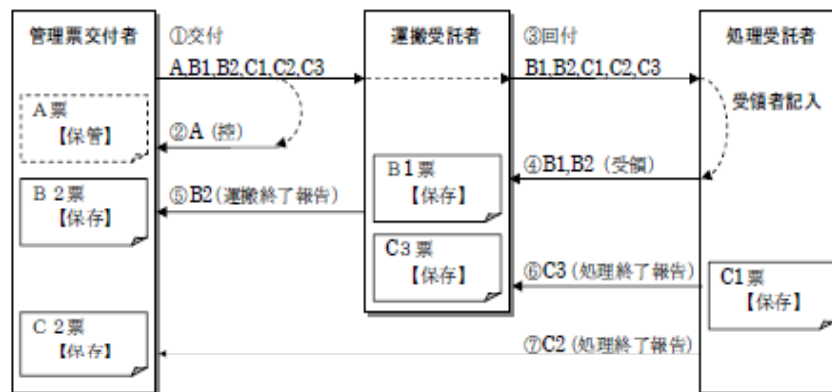 管理票交付者
①交付
運搬受託者
③回付
処理受託者
A,B1,B2,C1,C2,C3
B1,B2,C1,C2,C3
受領者記入
A票
【保管】
②A (控)
④B1,B2 (受領)
B1票
【保存】
B2票
【保存】
⑤B2(運搬終了報告)
C3票
【保存】
⑥C3 (処理終了報告)
C1票
【保存】
C2票
【保存】
⑦C2 (処理終了報告)